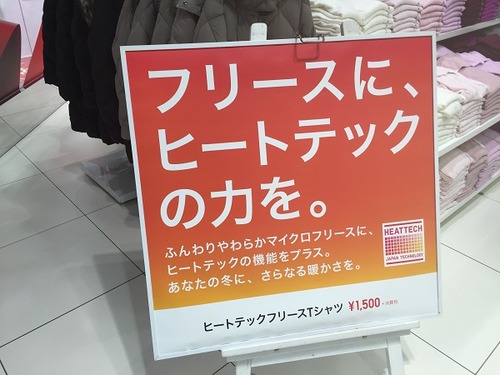 フリースに、
ヒートテック
の力を。
ふんわりやわらかマイクロフリースに、
ヒートテックの機能をプラス。
あなたの冬に、さらなる暖かさを。
HEATTECH
JAPAN TECHNOLOGY
ヒートテックフリースTシャツ ¥1,500